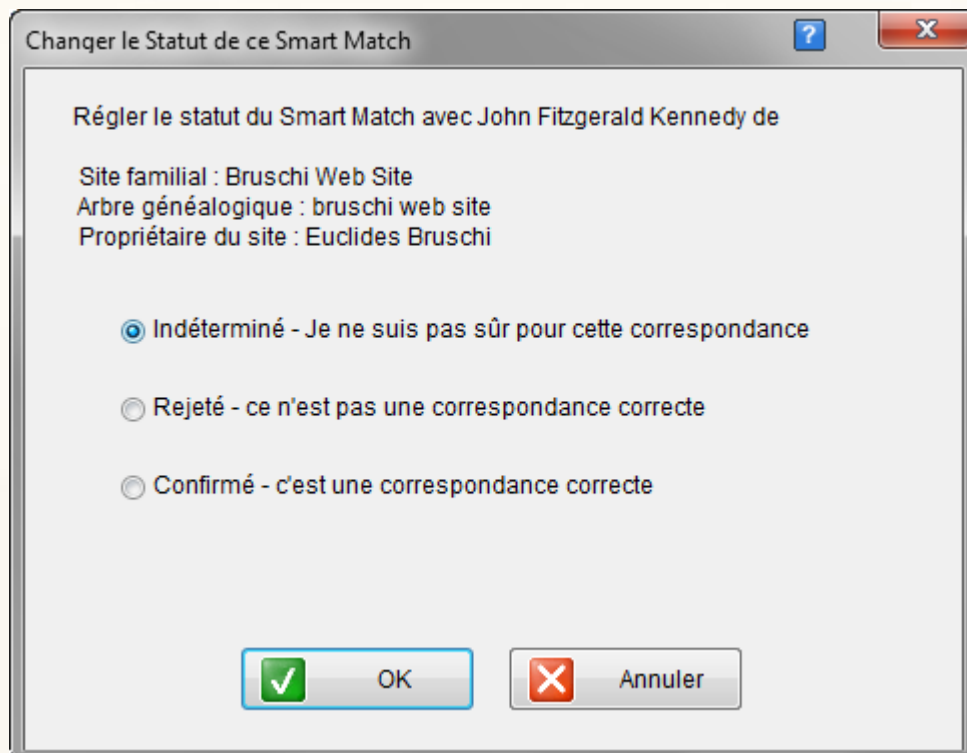 Changer le Statut de ce Smart Match
?
Régler le statut du Smart Match avec John Fitzgerald Kennedy de
Site familial : Bruschi Web Site
Arbre généalogique : bruschi web site
Propriétaire du site : Euclides Bruschi
Indéterminé - Je ne suis pas sûr pour cette correspondance
Rejeté - ce n'est pas une correspondance correcte
Confirmé - c'est une correspondance correcte
OK
Annuler